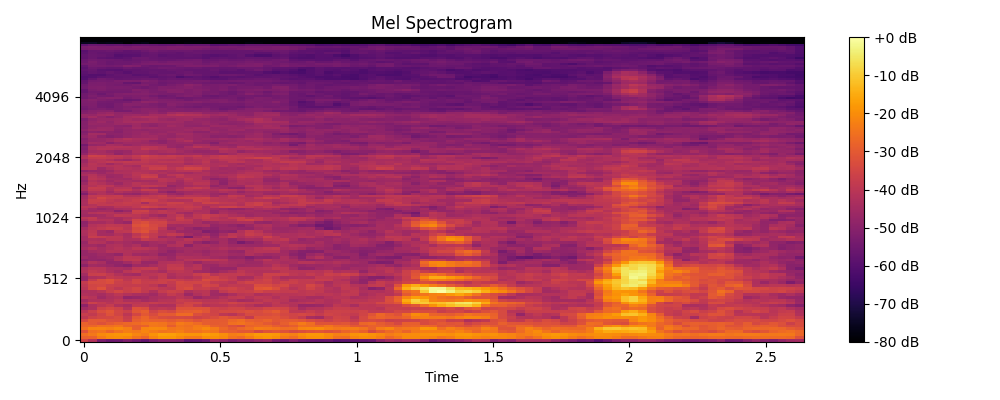 Mel Spectrogram
Hz
4096
2048
1024
512
0
0
0.5
1
1.5
2
2.5
Time
+0 dB
-10 dB
-20 dB
-30 dB
-40 dB
-50 dB
-60 dB
-70 dB
-80 dB